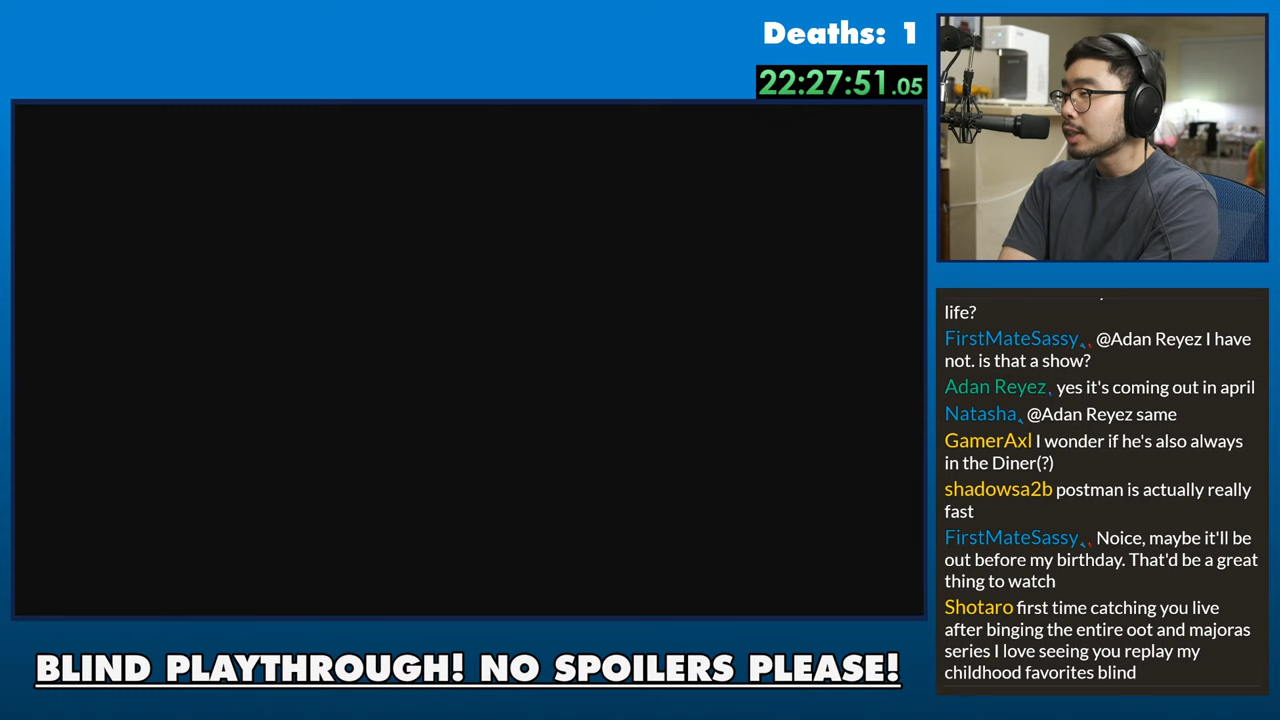 Deaths: 1
22:27:51.05
life?
FirstMateSassy @Adan Reyez I have
not. is that a show?
Adan Reyez yes it's coming out in april
Natasha @Adan Reyez same
GamerAxl I wonder if he's also always
in the Diner(?)
shadowsa2b postman is actually really
fast
FirstMateSassy Noice, maybe it'll be
out before my birthday. That'd be a great
thing to watch
Shotaro first time catching you live
after binging the entire oot and majoras
series I love seeing you replay my
childhood favorites blind
BLIND PLAYTHROUGH! NO SPOILERS PLEASE!